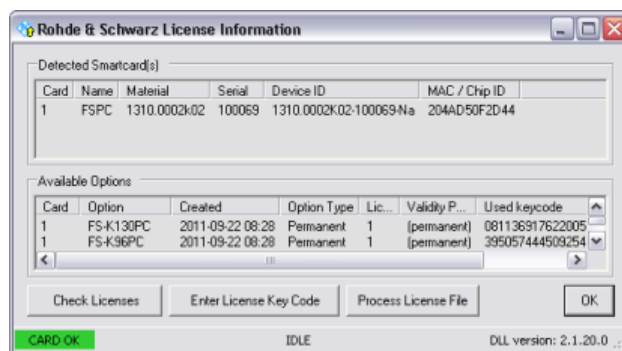 Rohde & Schwarz License Information
Detected Smartcard(s)
Card Name Material Serial Device ID MAC / Chip ID
1 FSPC 1310.0002k02 100069 1310.0002K02-100069-Na 204AD50F2D44
Available Options
Card Option Created Option Type Lic... Validity P... Used keycode
1 FS-K130PC 2011-09-22 08:28 Permanent 1 (permanent) 081136917622005
1 FS-K96PC 2011-09-22 08:28 Permanent 1 (permanent) 395057444509254
Check Licenses Enter License Key Code Process License File OK
CARD OK IDLE DLL version: 2.1.20.0